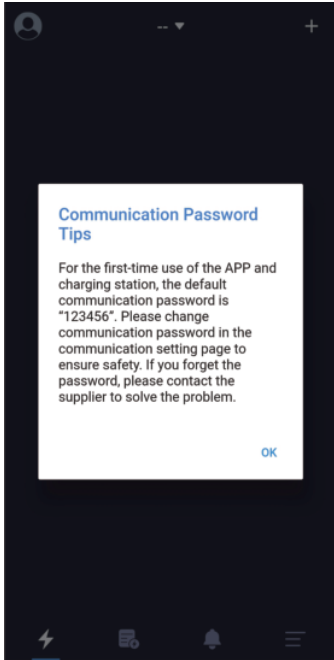 --
Communication Password
Tips
For the first-time use of the APP and
charging station, the default
communication password is
“123456”. Please change
communication password in the
communication setting page to
ensure safety. If you forget the
password, please contact the
supplier to solve the problem.
OK